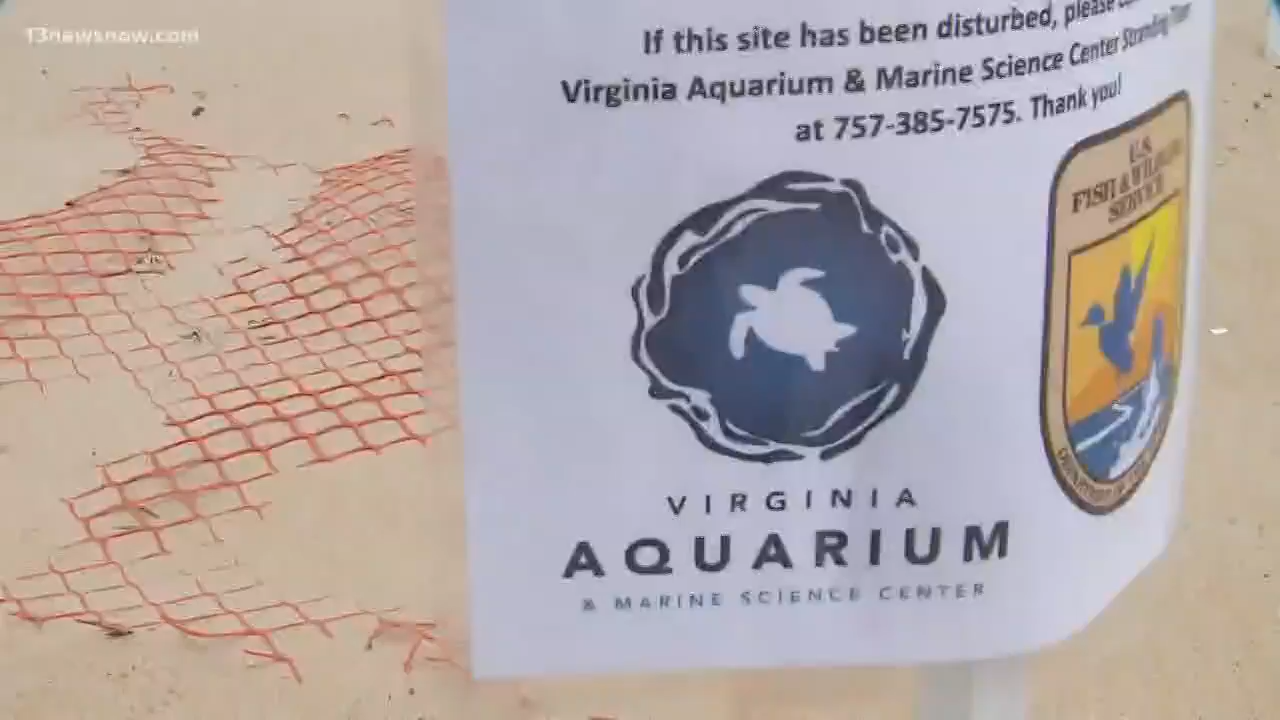 13newsnow.com
If this site has been disturbed, please
Virginia Aquarium & Marine Science Center Stranding Team
at 757-385-7575. Thank you!
U.S.
FISH & WILDLIFE
SERVICE
VIRGINIA
AQUARIUM
& MARINE SCIENCE CENTER